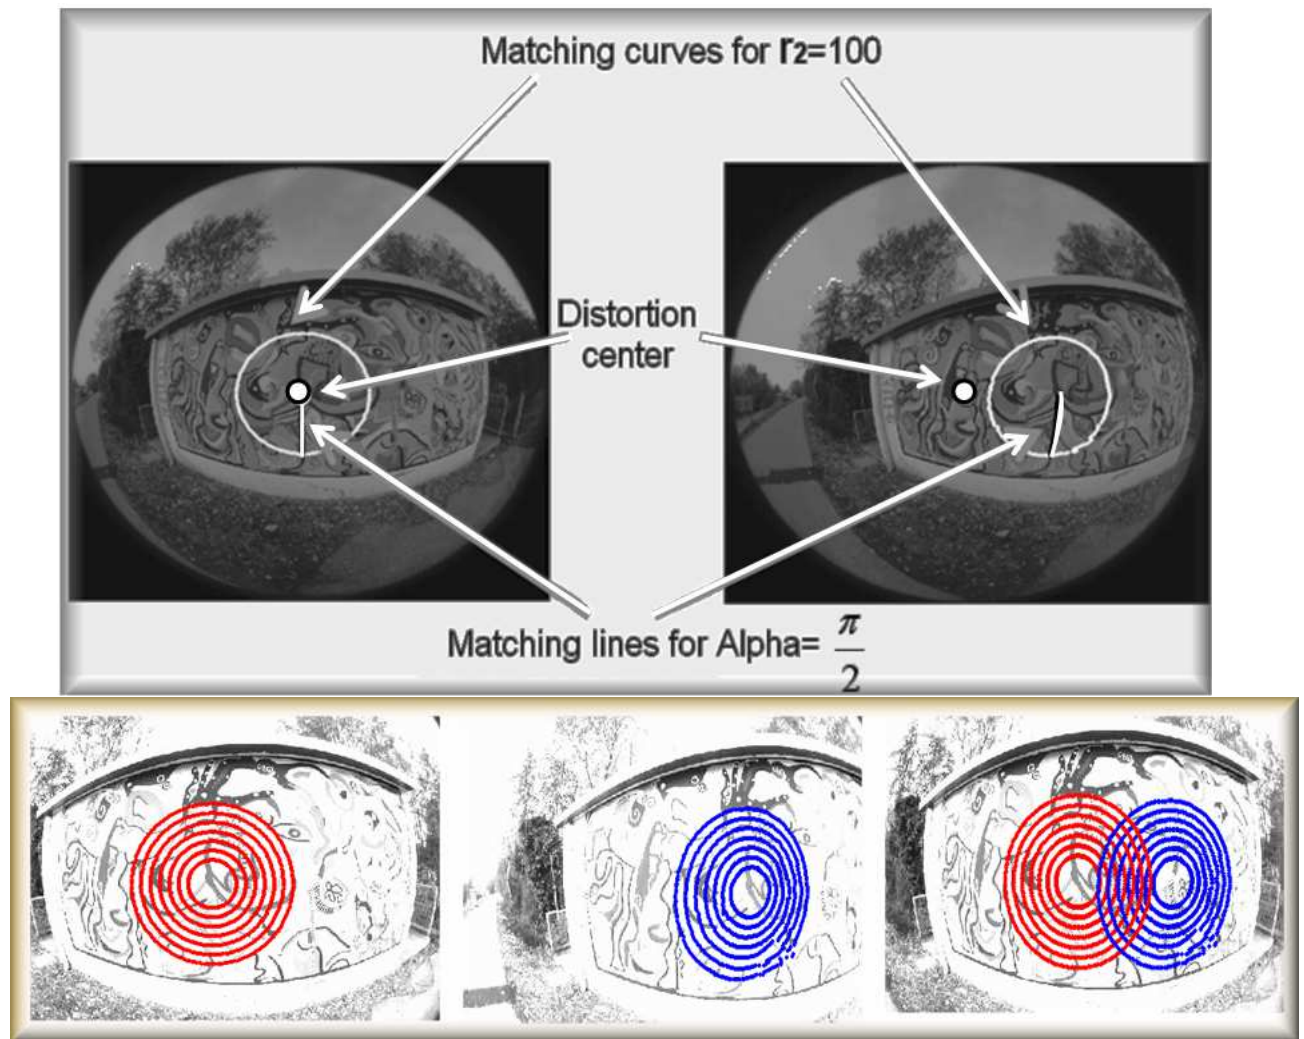 Matching curves for r₂=100
Distortion
center
Matching lines for Alpha= π/2